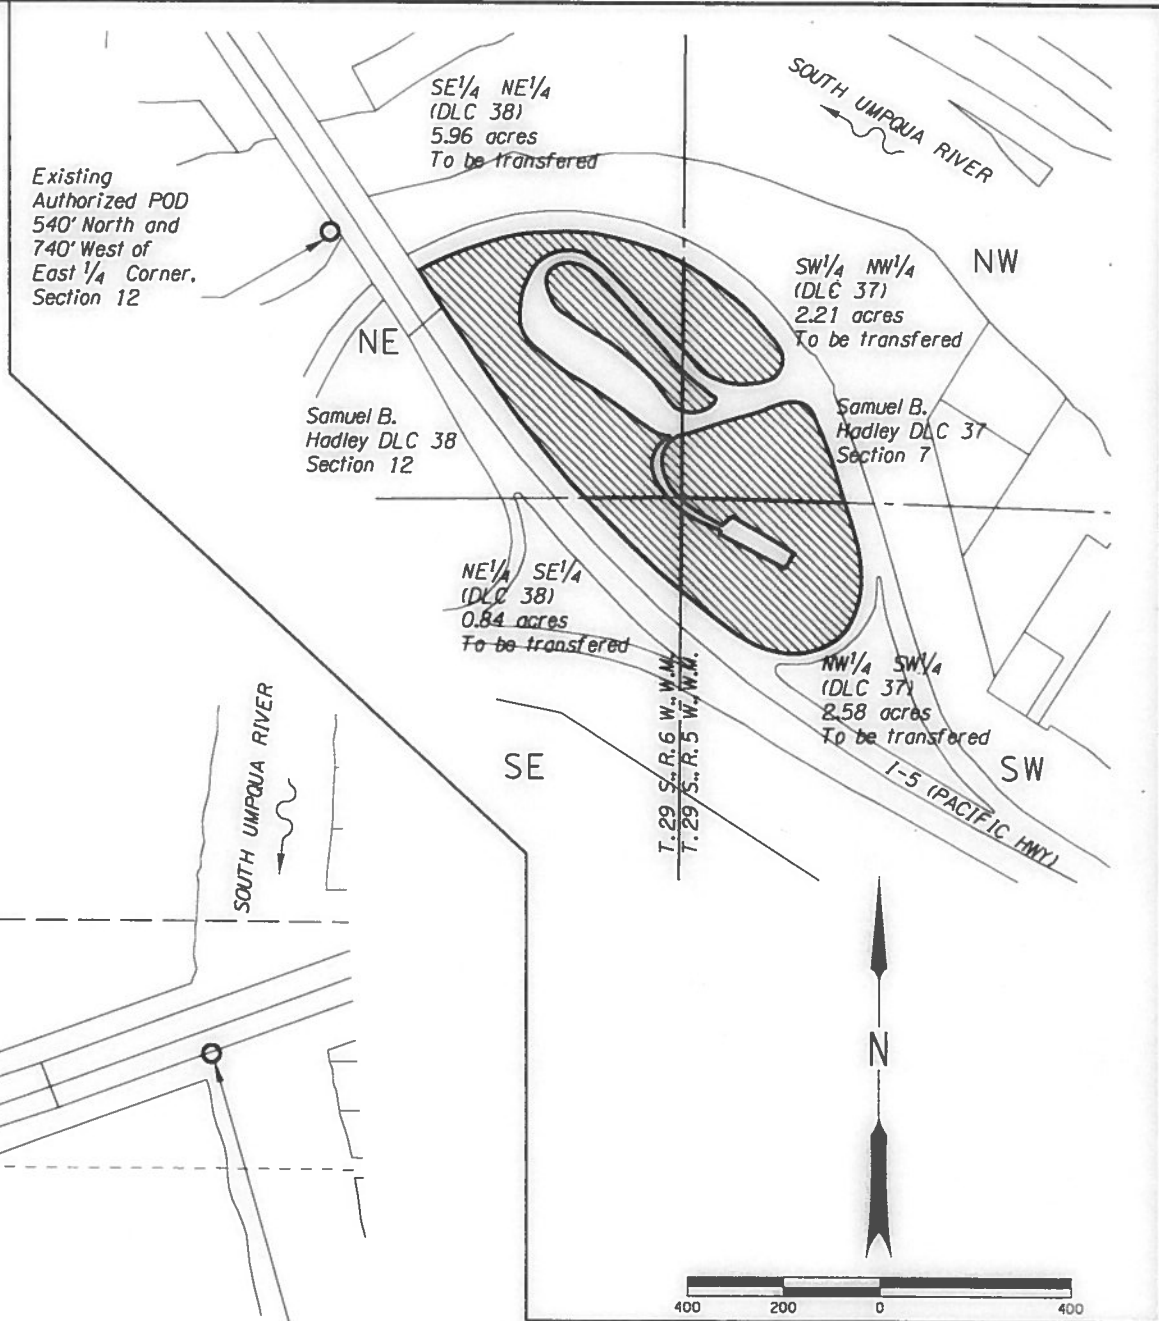 SE1/4 NE1/4
(DLC 38)
5.96 acres
To be transfered
SOUTH UMPQUA RIVER
Existing
Authorized POD
540' North and
740' West of
East 1/4 Corner,
Section 12
NW
SW1/4 NW1/4
(DLC 37)
2.21 acres
To be transfered
NE
Samuel B.
Hadley DLC 38
Section 12
Samuel B.
Hadley DLC 37
Section 7
NE1/4 SE1/4
(DLC 38)
0.84 acres
To be transfered
NW1/4 SW1/4
(DLC 37)
2.58 acres
To be transfered
T. 29 S., R. 6 W., W.M.
T. 29 S., R. 5 W., W.M.
SE
SW
I-5 (PACIFIC HWY)
SOUTH UMPQUA RIVER
N
400 200 0 400